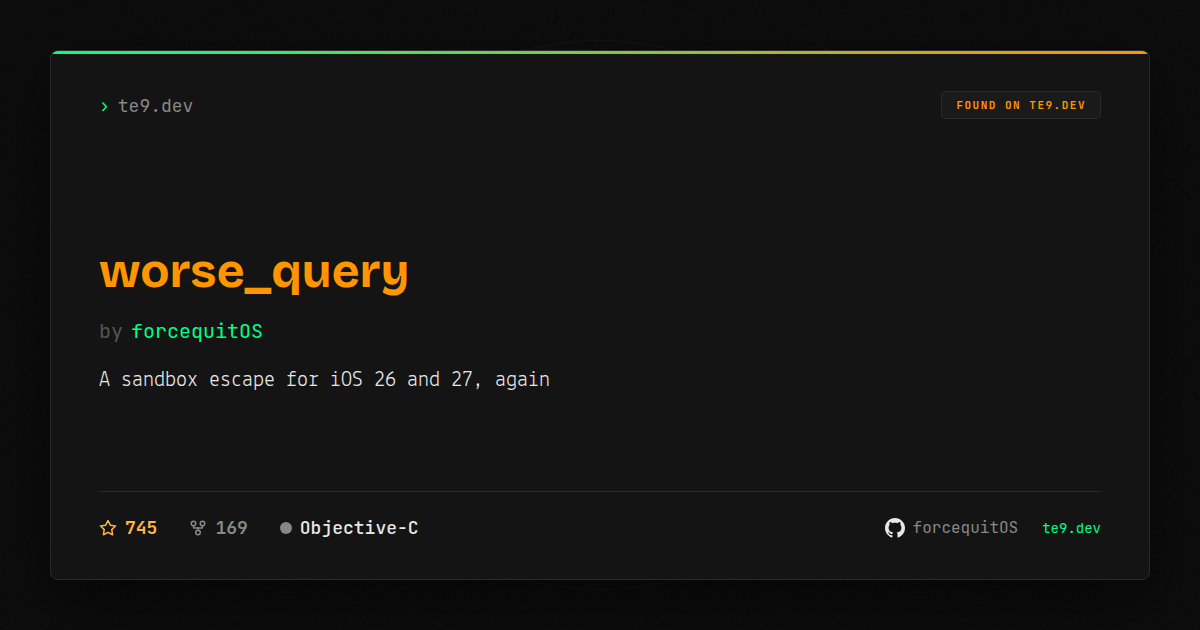 › te9.dev
FOUND ON TE9.DEV
worse_query
by forcequitOS
A sandbox escape for iOS 26 and 27, again
745 169 Objective-C
forcequitOS te9.dev